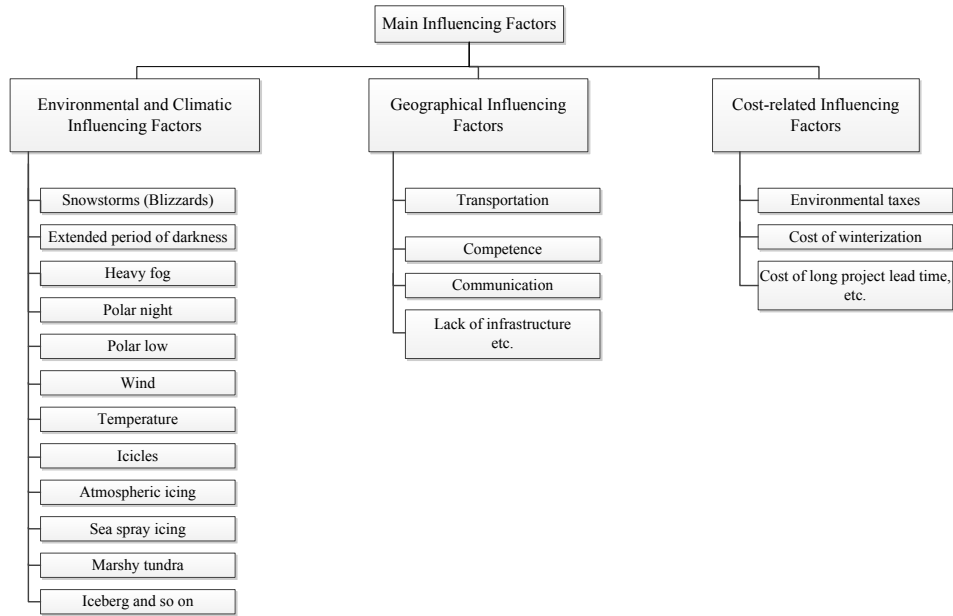 Main Influencing Factors
Environmental and Climatic
Influencing Factors
Snowstorms (Blizzards)
Extended period of darkness
Heavy fog
Polar night
Polar low
Wind
Temperature
Icicles
Atmospheric icing
Sea spray icing
Marshy tundra
Iceberg and so on
Geographical Influencing
Factors
Transportation
Competence
Communication
Lack of infrastructure
etc.
Cost-related Influencing
Factors
Environmental taxes
Cost of winterization
Cost of long project lead time,
etc.